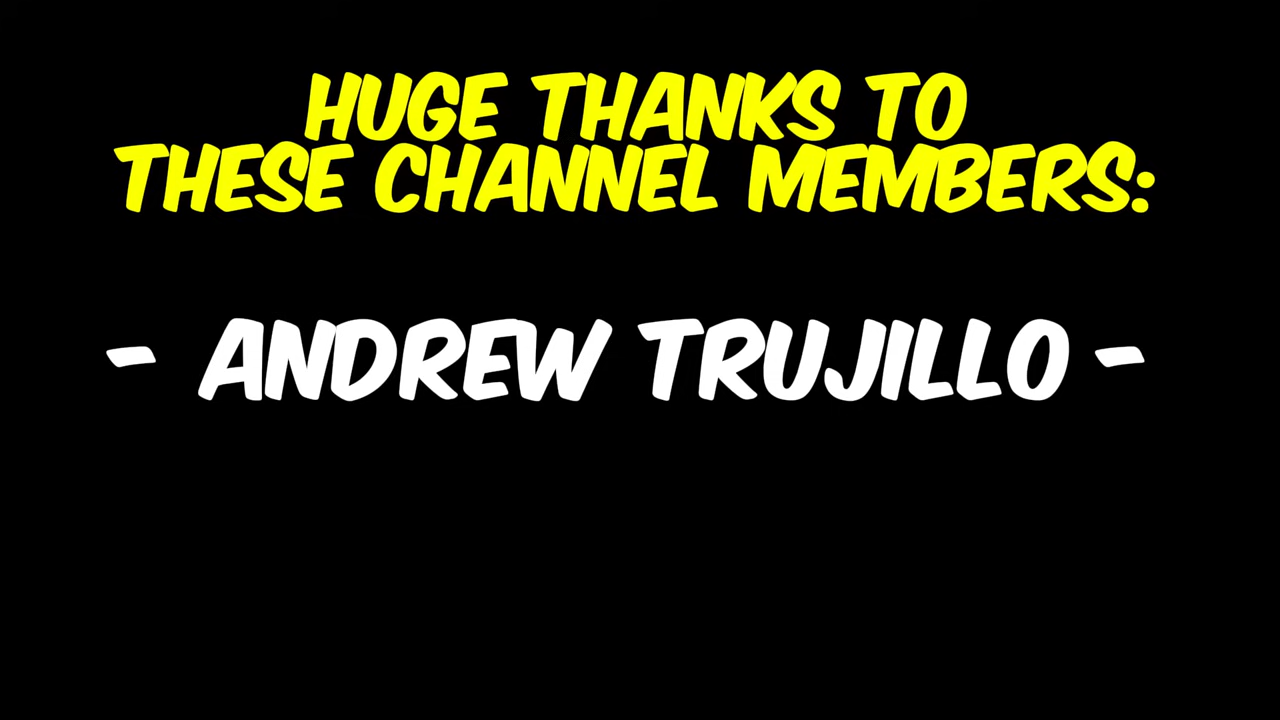 HUGE THANKS TO
THESE CHANNEL MEMBERS:
- ANDREW TRUJILLO -